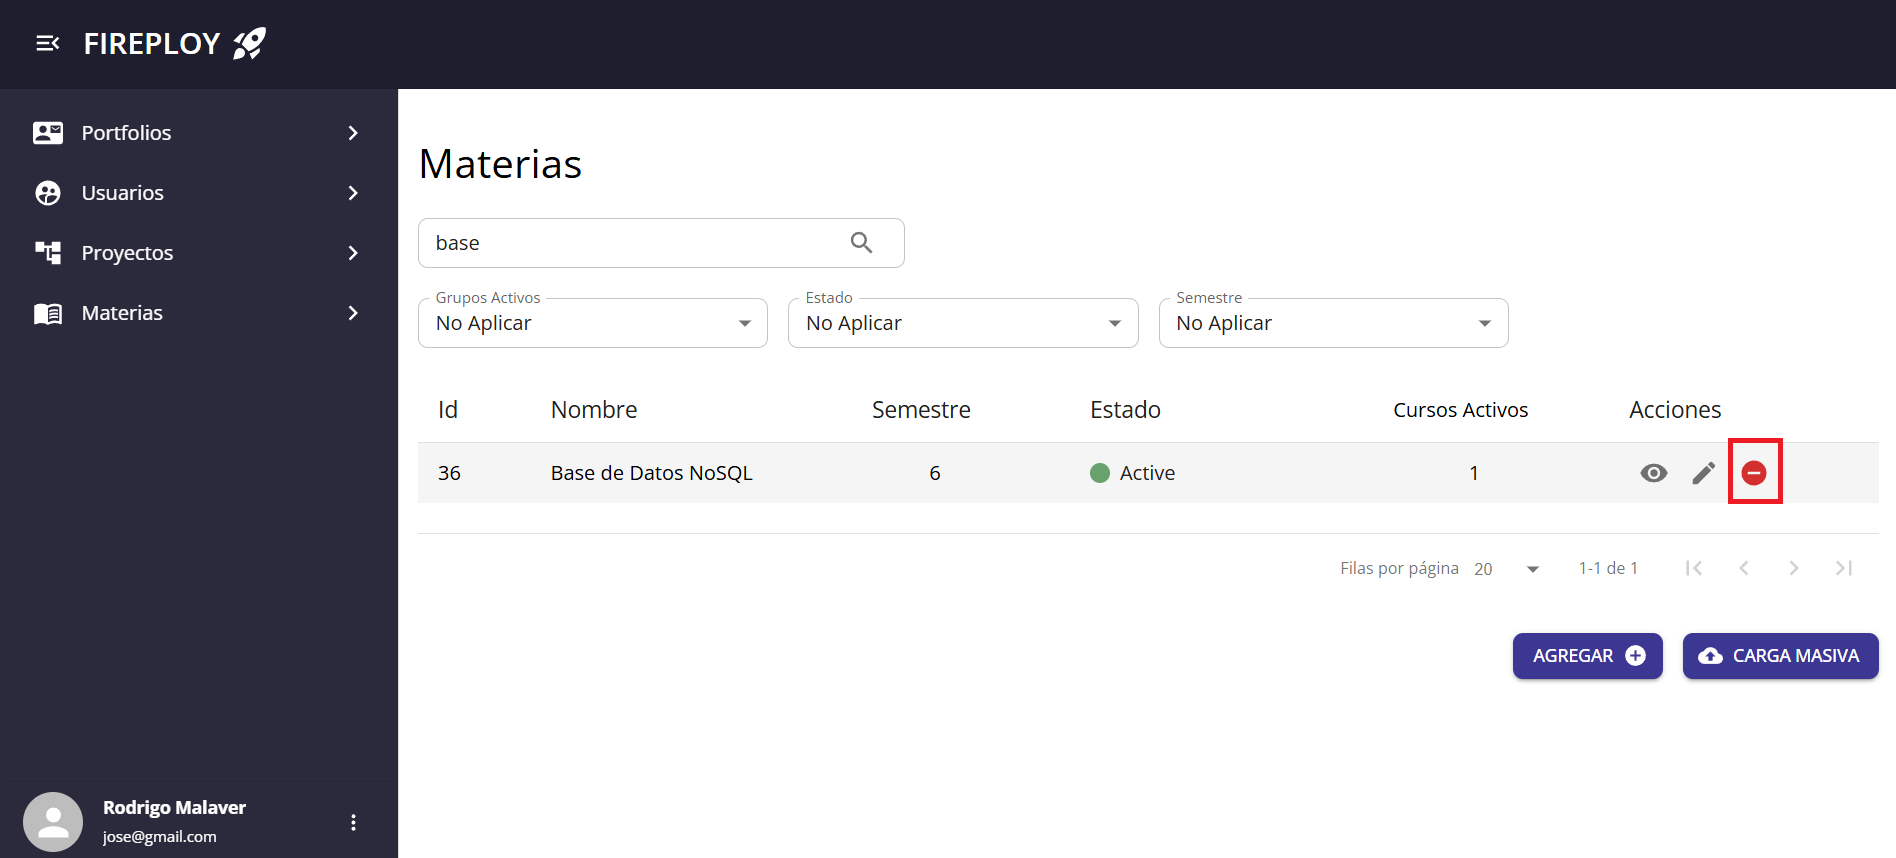 FIREPLOY
Portfolios
Usuarios
Proyectos
Materias
Materias
base
Grupos Activos Estado Semestre
No Aplicar No Aplicar No Aplicar
Id Nombre Semestre Estado Cursos Activos Acciones
36 Base de Datos NoSQL 6 Active 1
Filas por página 20 1-1 de 1
AGREGAR CARGA MASIVA
Rodrigo Malaver
jose@gmail.com